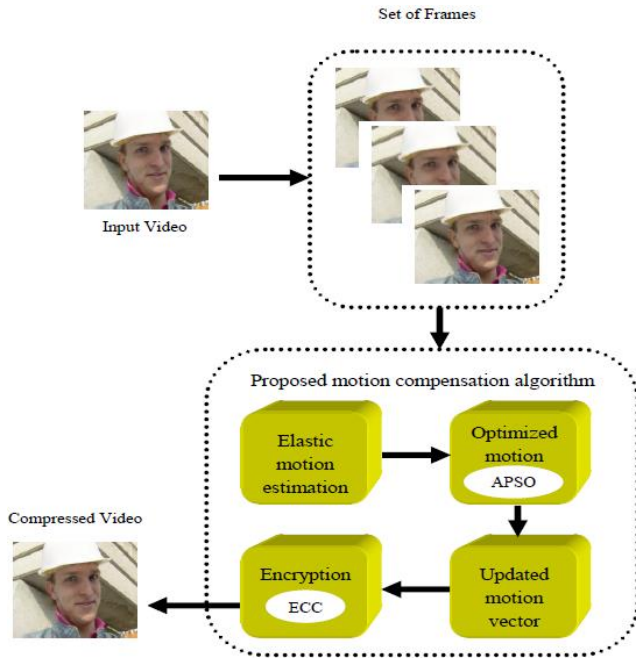 Set of Frames
Input Video
Proposed motion compensation algorithm
Elastic
motion
estimation
Optimized
motion
APSO
Compressed Video
Encryption
ECC
Updated
motion
vector